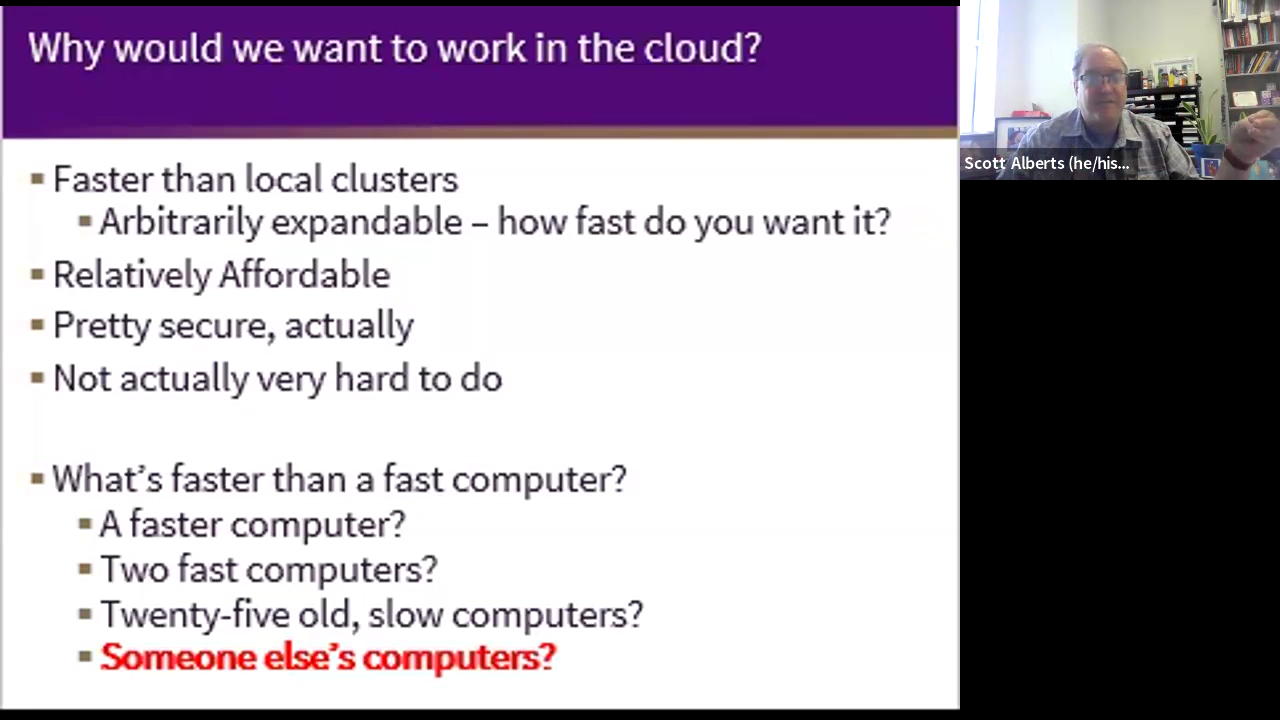 Why would we want to work in the cloud?
Faster than local clusters
Arbitrarily expandable – how fast do you want it?
Relatively Affordable
Pretty secure, actually
Not actually very hard to do
What's faster than a fast computer?
A faster computer?
Two fast computers?
Twenty-five old, slow computers?
Someone else's computers?
Scott Alberts (he/his...